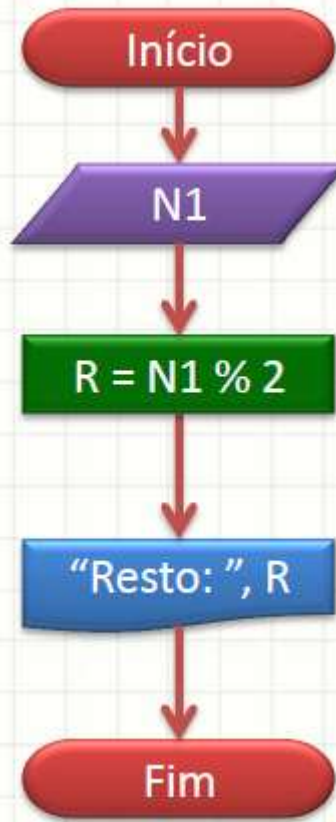 Início
N1
R = N1 % 2
“Resto: ”, R
Fim